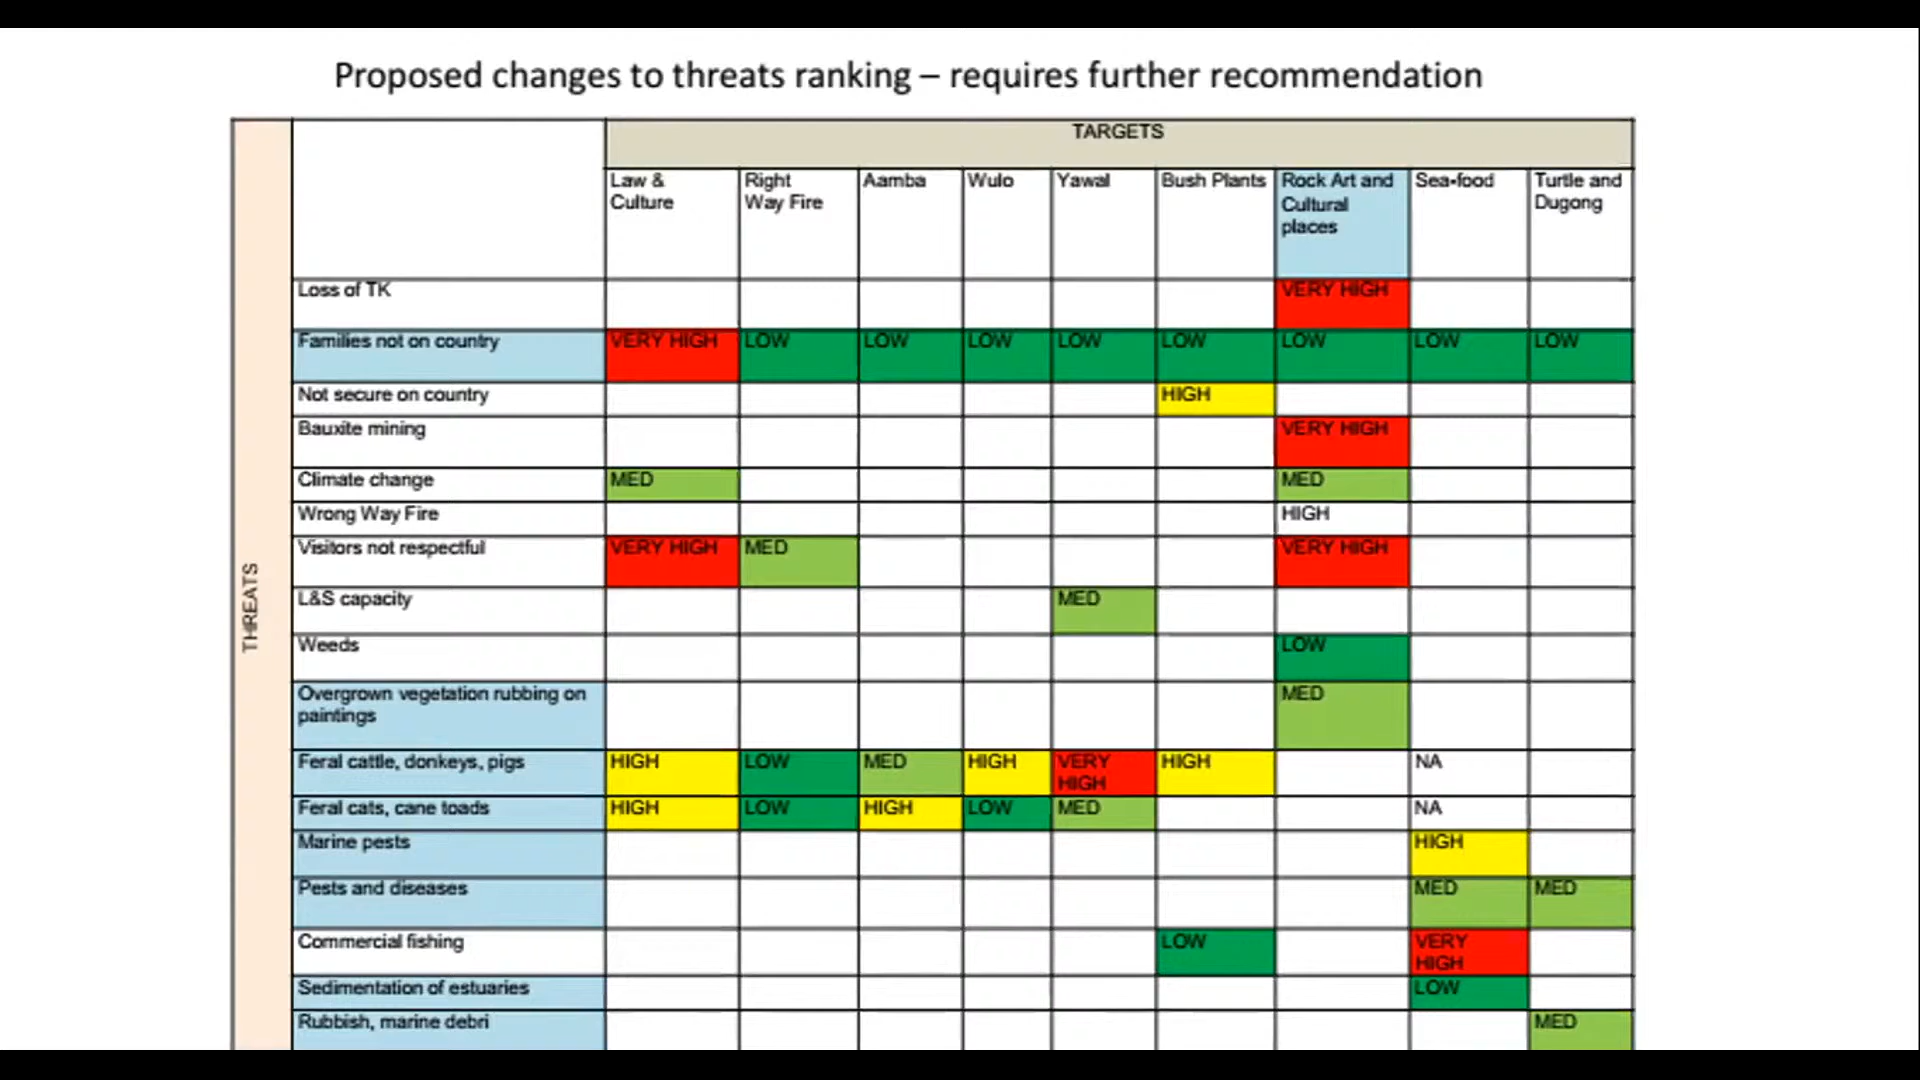 Proposed changes to threats ranking – requires further recommendation
TARGETS
Law & Culture Right Way Fire Aamba Wulo Yawal Bush Plants Rock Art and Cultural places Sea-food Turtle and Dugong
THREATS
Loss of TK VERY HIGH
Families not on country VERY HIGH LOW LOW LOW LOW LOW LOW LOW LOW
Not secure on country HIGH
Bauxite mining VERY HIGH
Climate change MED MED
Wrong Way Fire HIGH
Visitors not respectful VERY HIGH MED VERY HIGH
L&S capacity MED
Weeds LOW
Overgrown vegetation rubbing on paintings MED
Feral cattle, donkeys, pigs HIGH LOW MED HIGH VERY HIGH HIGH NA
Feral cats, cane toads HIGH LOW HIGH LOW MED NA
Marine pests HIGH
Pests and diseases MED MED
Commercial fishing LOW VERY HIGH
Sedimentation of estuaries LOW
Rubbish, marine debri MED